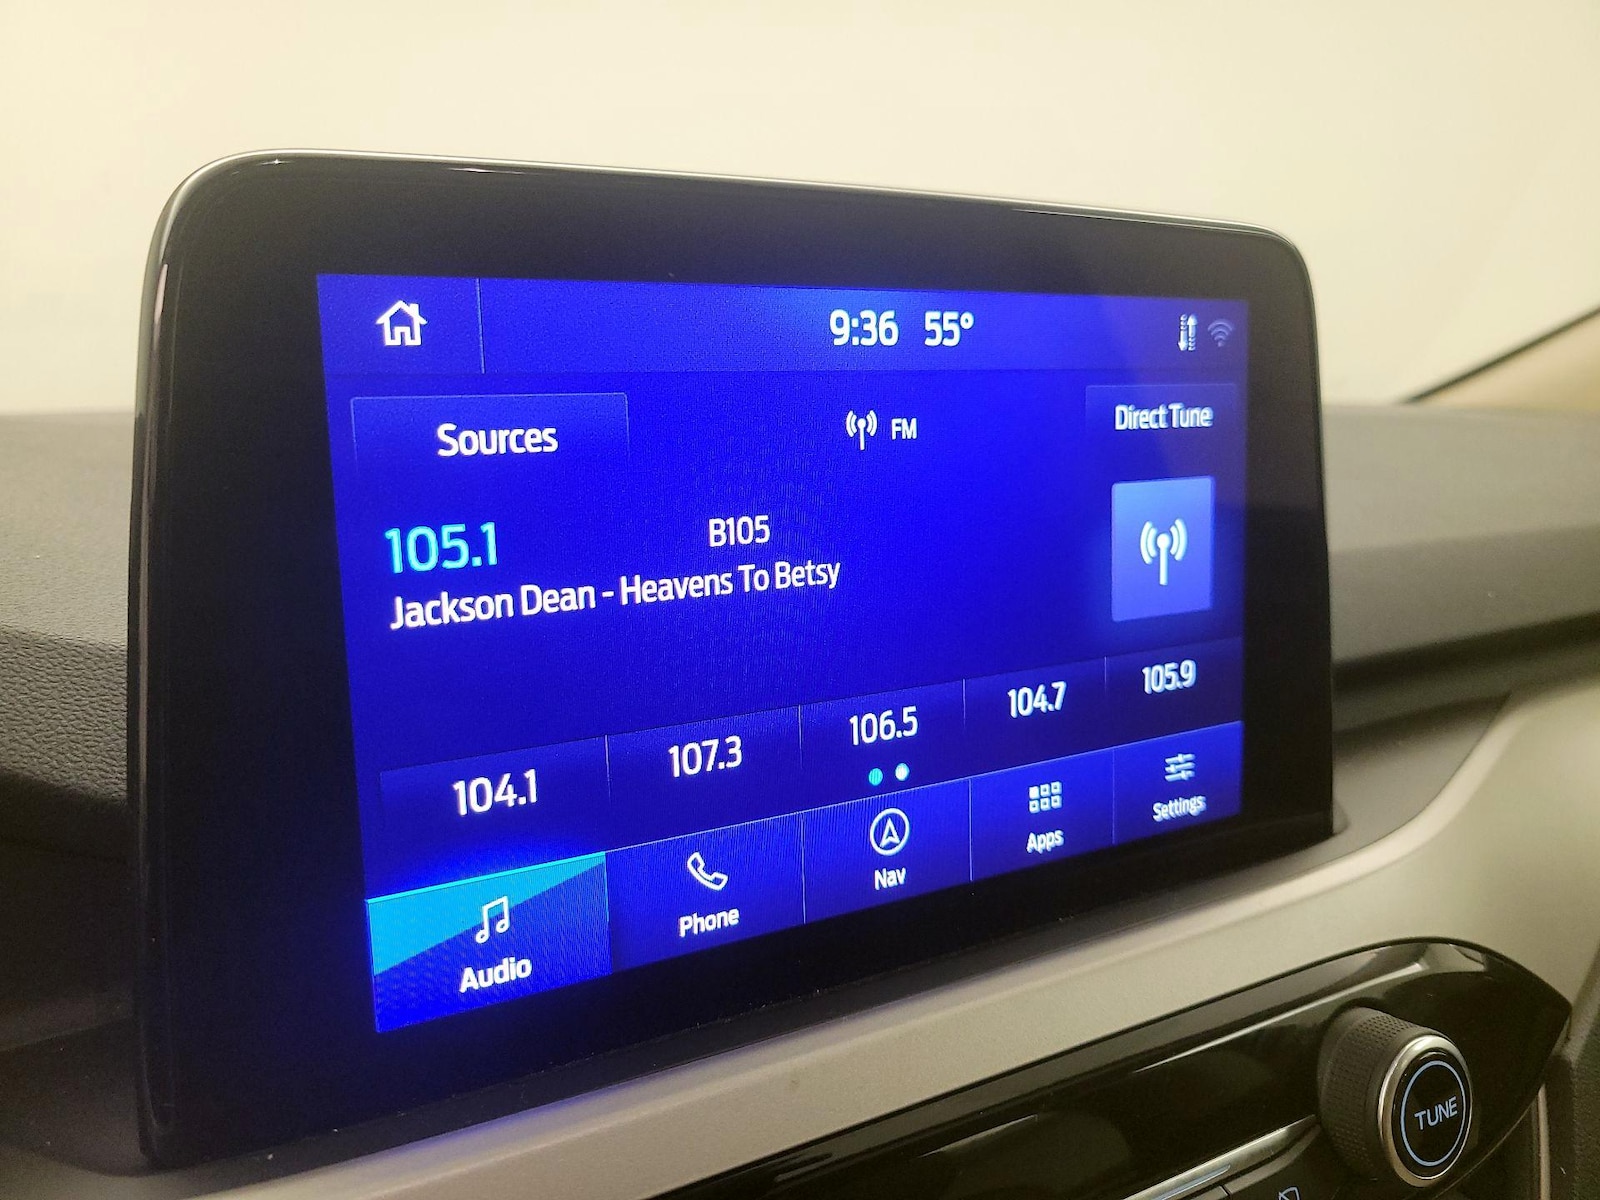 9:36 55°
Sources
FM
Direct Tune
105.1
B105
Jackson Dean - Heavens To Betsy
104.1
107.3
106.5
104.7
105.9
Audio
Phone
Nav
Apps
Settings
TUNE